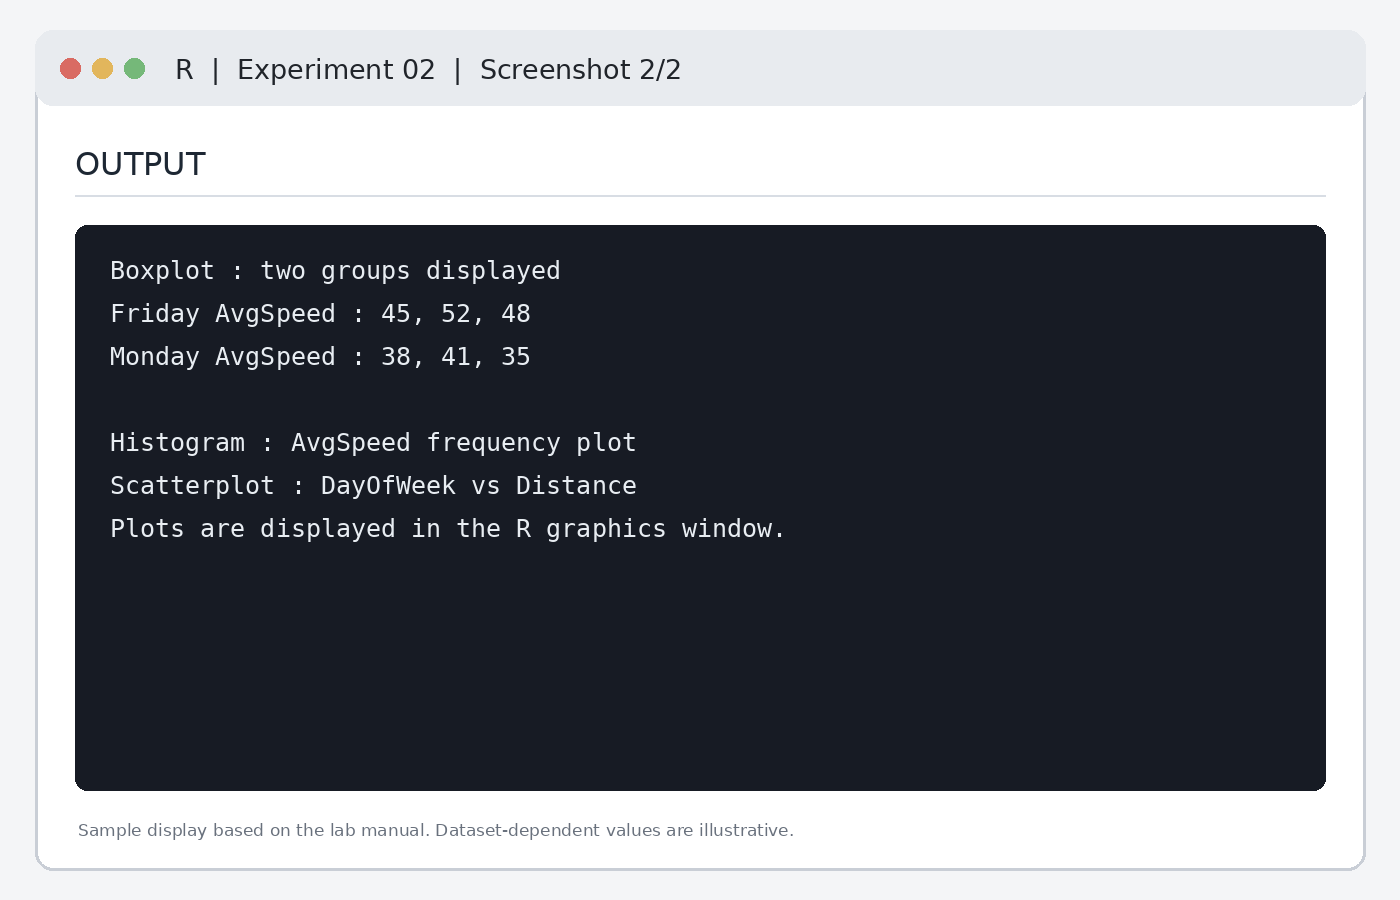 R | Experiment 02 | Screenshot 2/2
OUTPUT
Boxplot : two groups displayed
Friday AvgSpeed : 45, 52, 48
Monday AvgSpeed : 38, 41, 35
Histogram : AvgSpeed frequency plot
Scatterplot : DayOfWeek vs Distance
Plots are displayed in the R graphics window.
Sample display based on the lab manual. Dataset-dependent values are illustrative.